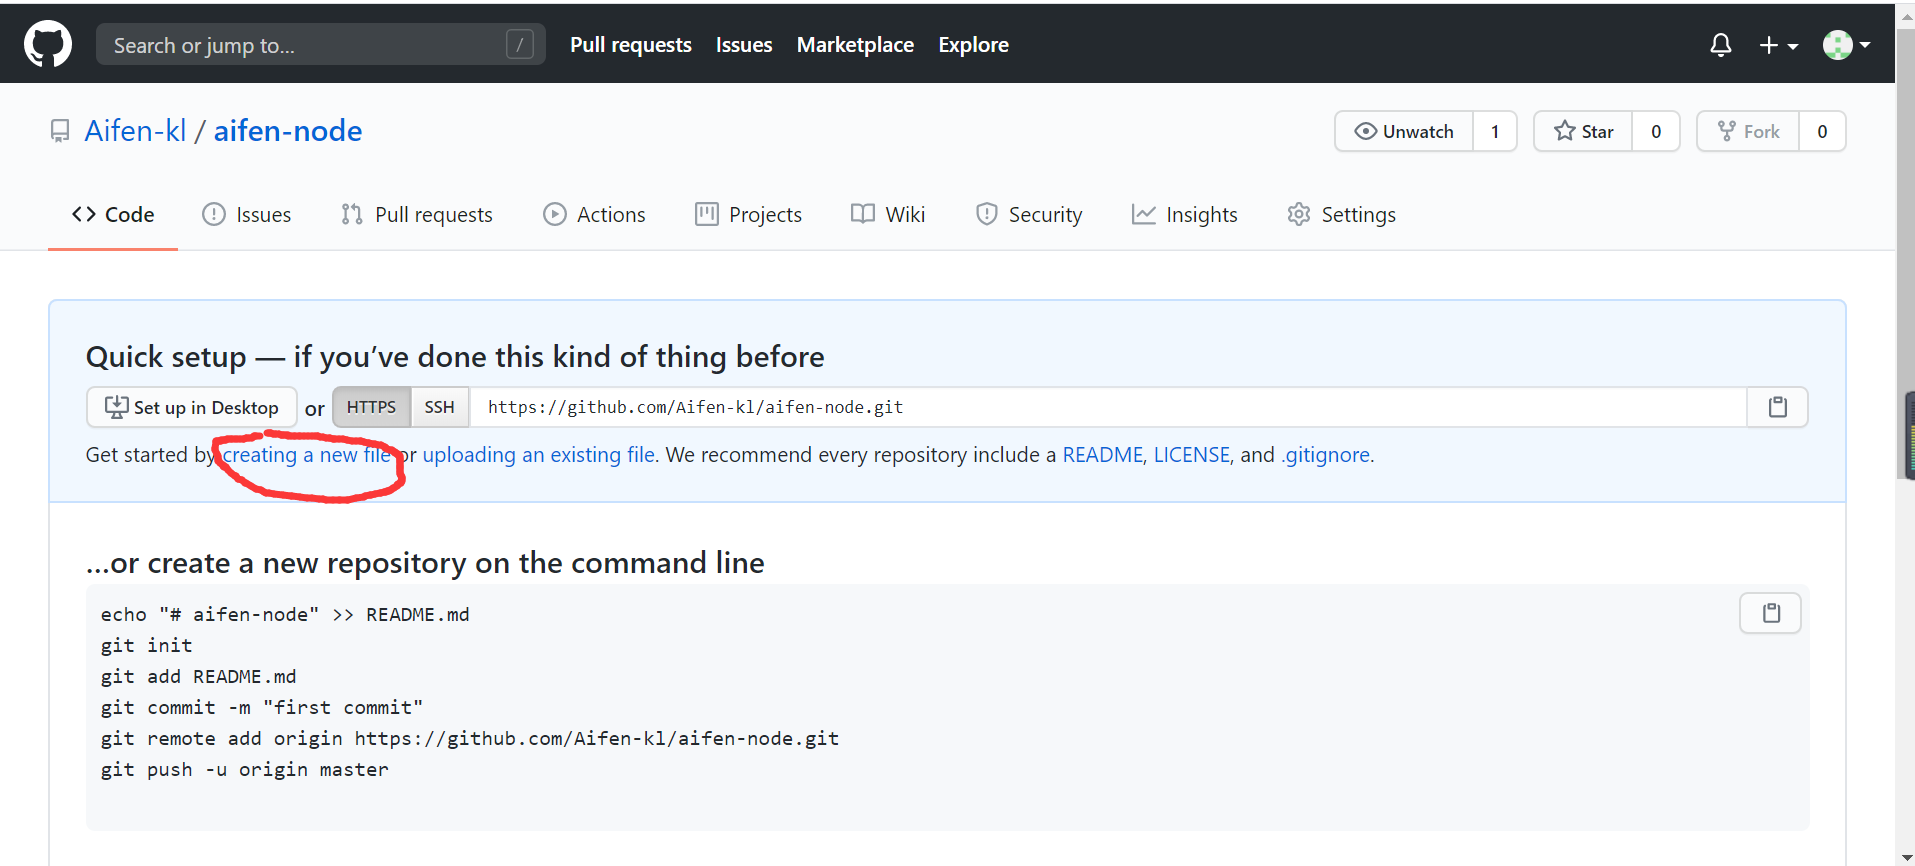 Search or jump to... / Pull requests Issues Marketplace Explore
Aifen-kl / aifen-node Unwatch 1 Star 0 Fork 0
Code Issues Pull requests Actions Projects Wiki Security Insights Settings
Quick setup — if you’ve done this kind of thing before
Set up in Desktop or HTTPS SSH https://github.com/Aifen-kl/aifen-node.git
Get started by creating a new file or uploading an existing file. We recommend every repository include a README, LICENSE, and .gitignore.
…or create a new repository on the command line
echo "# aifen-node" >> README.md
git init
git add README.md
git commit -m "first commit"
git remote add origin https://github.com/Aifen-kl/aifen-node.git
git push -u origin master